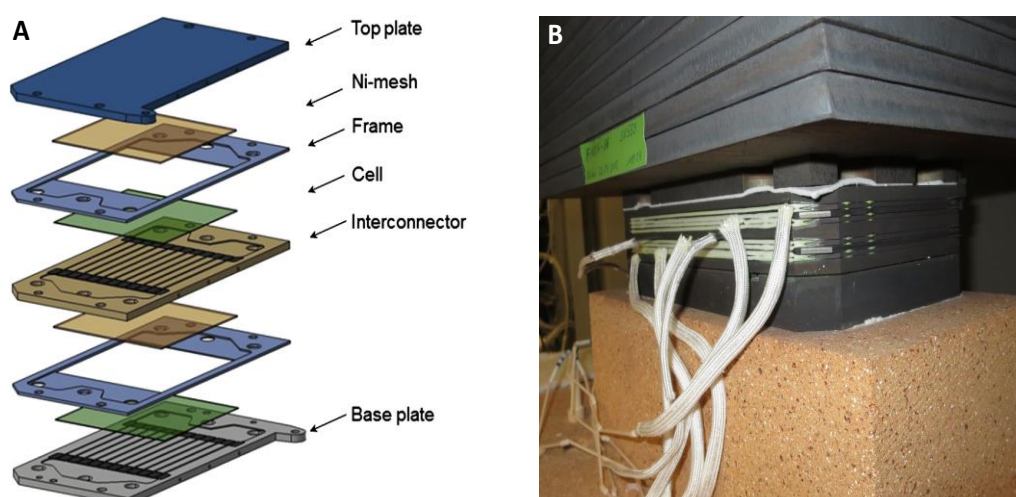 A
Top plate
Ni-mesh
Frame
Cell
Interconnector
Base plate
B